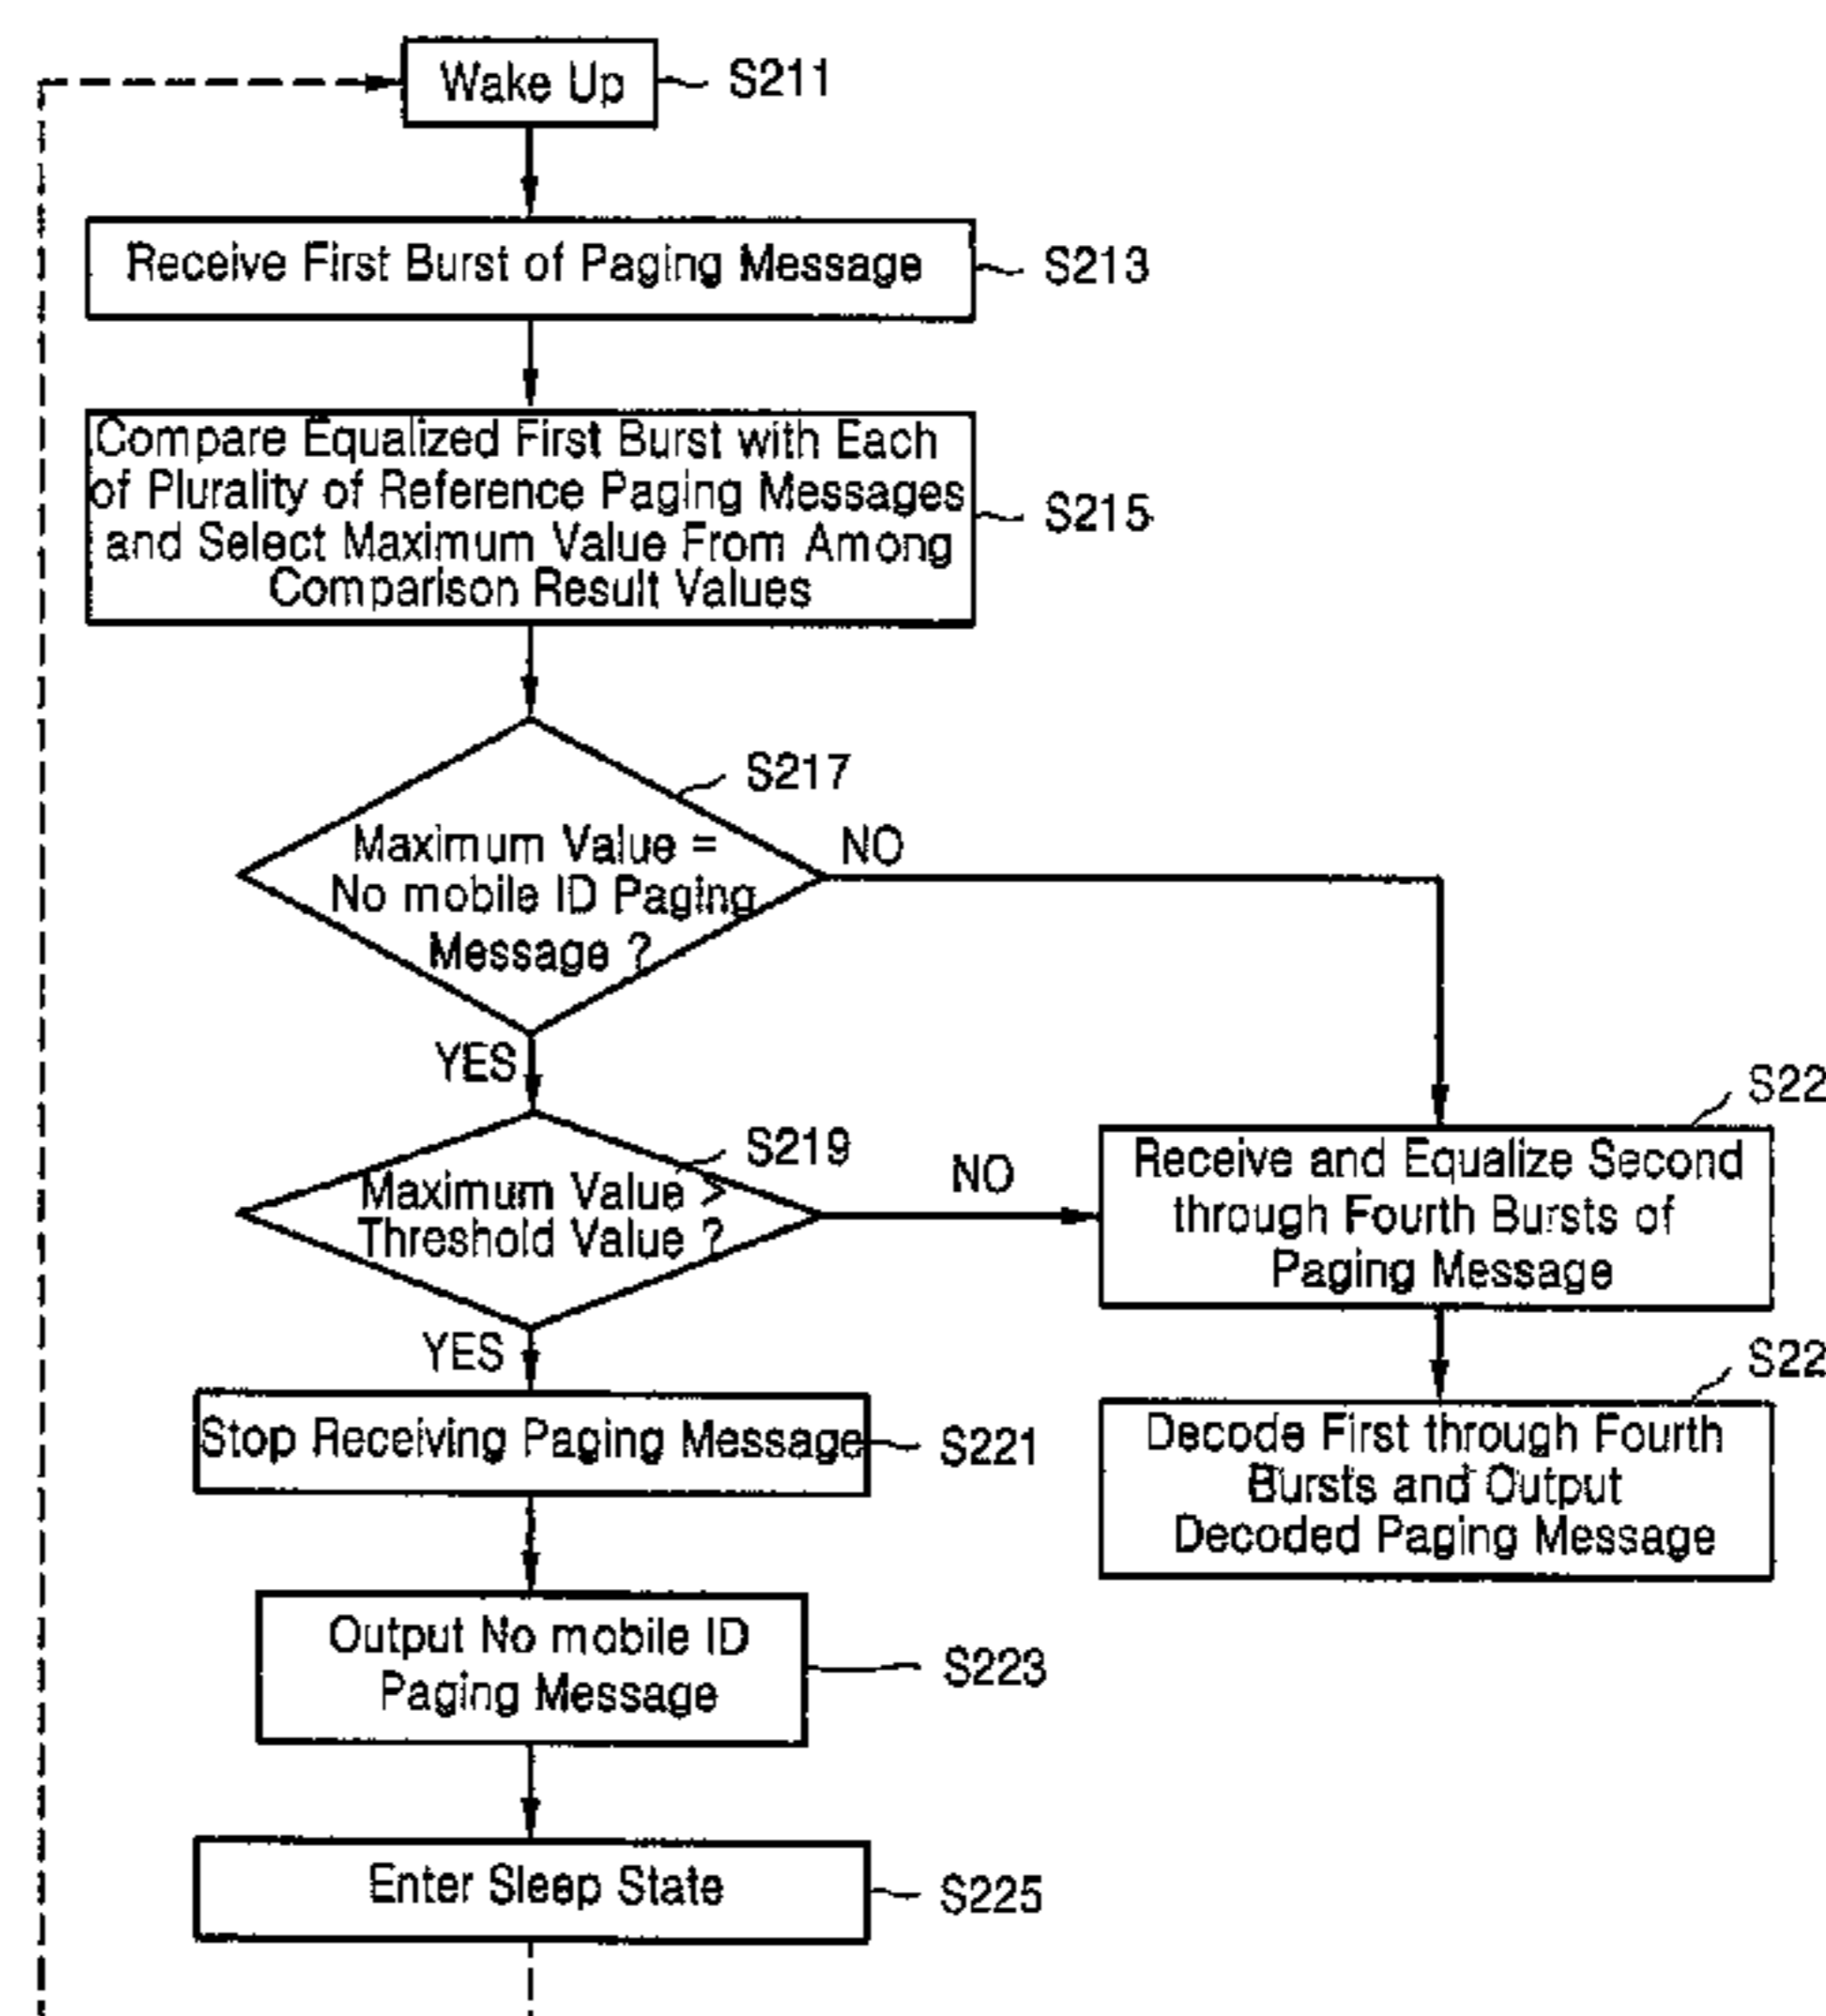 Wake Up
S211
Receive First Burst of Paging Message
S213
Compare Equalized First Burst with Each
of Plurality of Reference Paging Messages
and Select Maximum Value From Among
Comparison Result Values
S215
S217
Maximum Value =
No mobile ID Paging
Message ?
NO
YES
S219
Maximum Value >
Threshold Value ?
NO
YES
S22
Receive and Equalize Second
through Fourth Bursts of
Paging Message
S22
Decode First through Fourth
Bursts and Output
Decoded Paging Message
Stop Receiving Paging Message
S221
Output No mobile ID
Paging Message
S223
Enter Sleep State
S225